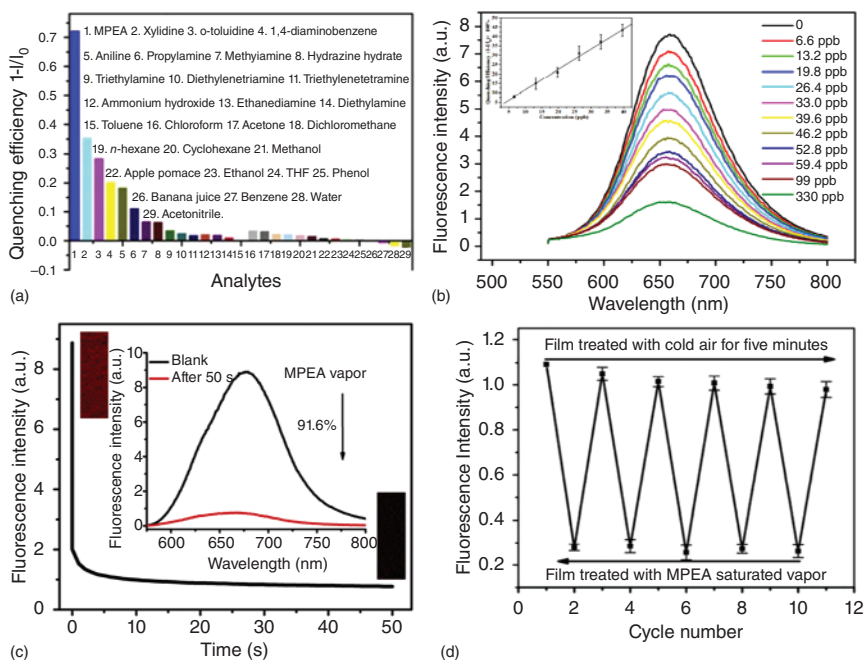 Quenching efficiency 1-I/I0
0.7
0.6
0.5
0.4
0.3
0.2
0.1
0.0
−0.1
1. MPEA 2. Xylidine 3. o-toluidine 4. 1,4-diaminobenzene
5. Aniline 6. Propylamine 7. Methyiamine 8. Hydrazine hydrate
9. Triethylamine 10. Diethylenetriamine 11. Triethylenetetramine
12. Ammonium hydroxide 13. Ethanediamine 14. Diethylamine
15. Toluene 16. Chloroform 17. Acetone 18. Dichloromethane
19. n-hexane 20. Cyclohexane 21. Methanol
22. Apple pomace 23. Ethanol 24. THF 25. Phenol
26. Banana juice 27. Benzene 28. Water
29. Acetonitrile.
1 2 3 4 5 6 7 8 9 10 11 12 13 14 15 16 17 18 19 20 21 22 23 24 25 26 27 28 29
Analytes
(a)
Fluorescence intensity (a.u.)
8
7
6
5
4
3
2
1
0
Concentration (ppb)
0
6.6 ppb
13.2 ppb
19.8 ppb
26.4 ppb
33.0 ppb
39.6 ppb
46.2 ppb
52.8 ppb
59.4 ppb
99 ppb
330 ppb
500 550 600 650 700 750 800
Wavelength (nm)
(b)
Fluorescence intensity (a.u.)
8
6
4
2
0
Fluorescence intensity (a.u.)
10
8
6
4
2
0
Blank
After 50 s
MPEA vapor
91.6%
600 650 700 750 800
Wavelength (nm)
0 10 20 30 40 50
Time (s)
(c)
Fluorescence Intensity (a.u.)
1.2
1.0
0.8
0.6
0.4
0.2
Film treated with cold air for five minutes
Film treated with MPEA saturated vapor
0 2 4 6 8 10 12
Cycle number
(d)